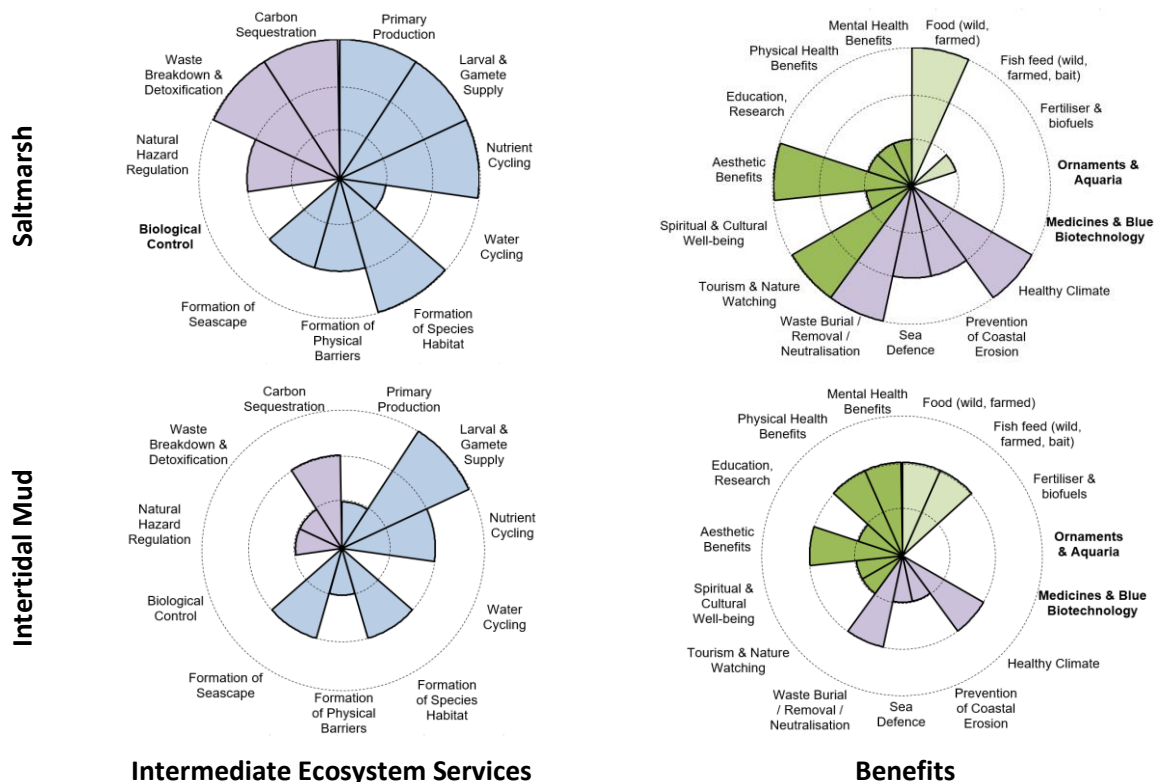 Saltmarsh
Carbon
Sequestration
Primary
Production
Waste
Breakdown &
Detoxification
Larval &
Gamete
Supply
Natural
Hazard
Regulation
Nutrient
Cycling
Biological
Control
Water
Cycling
Formation of
Seascape
Formation of
Physical
Barriers
Formation
of Species
Habitat
Mental Health
Benefits
Food (wild,
farmed)
Physical Health
Benefits
Fish feed (wild,
farmed, bait)
Education,
Research
Fertiliser &
biofuels
Aesthetic
Benefits
Ornaments &
Aquaria
Spiritual & Cultural
Well-being
Medicines & Blue
Biotechnology
Tourism & Nature
Watching
Healthy Climate
Waste Burial /
Removal /
Neutralisation
Sea
Defence
Prevention
of Coastal
Erosion
Intertidal Mud
Carbon
Sequestration
Primary
Production
Waste
Breakdown &
Detoxification
Larval &
Gamete
Supply
Natural
Hazard
Regulation
Nutrient
Cycling
Biological
Control
Water
Cycling
Formation of
Seascape
Formation
of Physical
Barriers
Formation
of Species
Habitat
Mental Health
Benefits
Food (wild, farmed)
Physical Health
Benefits
Fish feed (wild,
farmed, bait)
Education,
Research
Fertiliser &
biofuels
Aesthetic
Benefits
Ornaments
& Aquaria
Spiritual &
Cultural
Well-being
Medicines & Blue
Biotechnology
Tourism & Nature
Watching
Healthy Climate
Waste Burial
/ Removal /
Neutralisation
Sea
Defence
Prevention
of Coastal
Erosion
Intermediate Ecosystem Services
Benefits